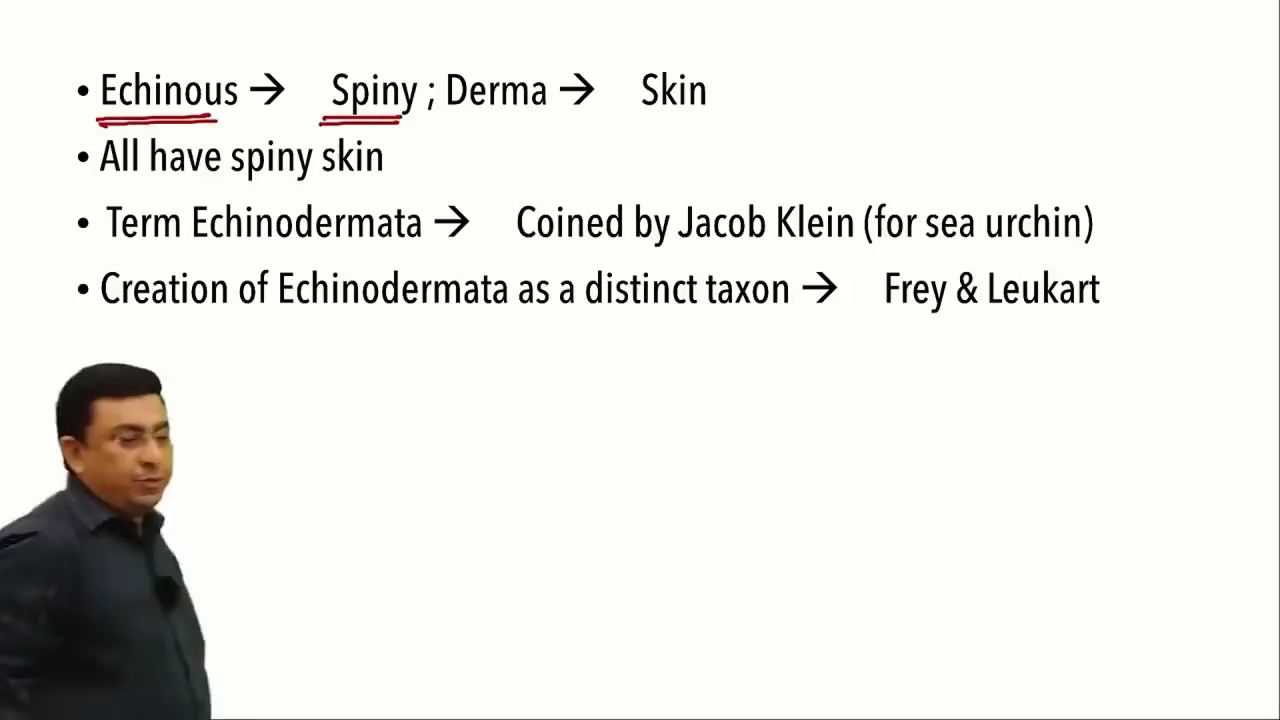 • Echinous → Spiny ; Derma → Skin
• All have spiny skin
• Term Echinodermata → Coined by Jacob Klein (for sea urchin)
• Creation of Echinodermata as a distinct taxon → Frey & Leukart